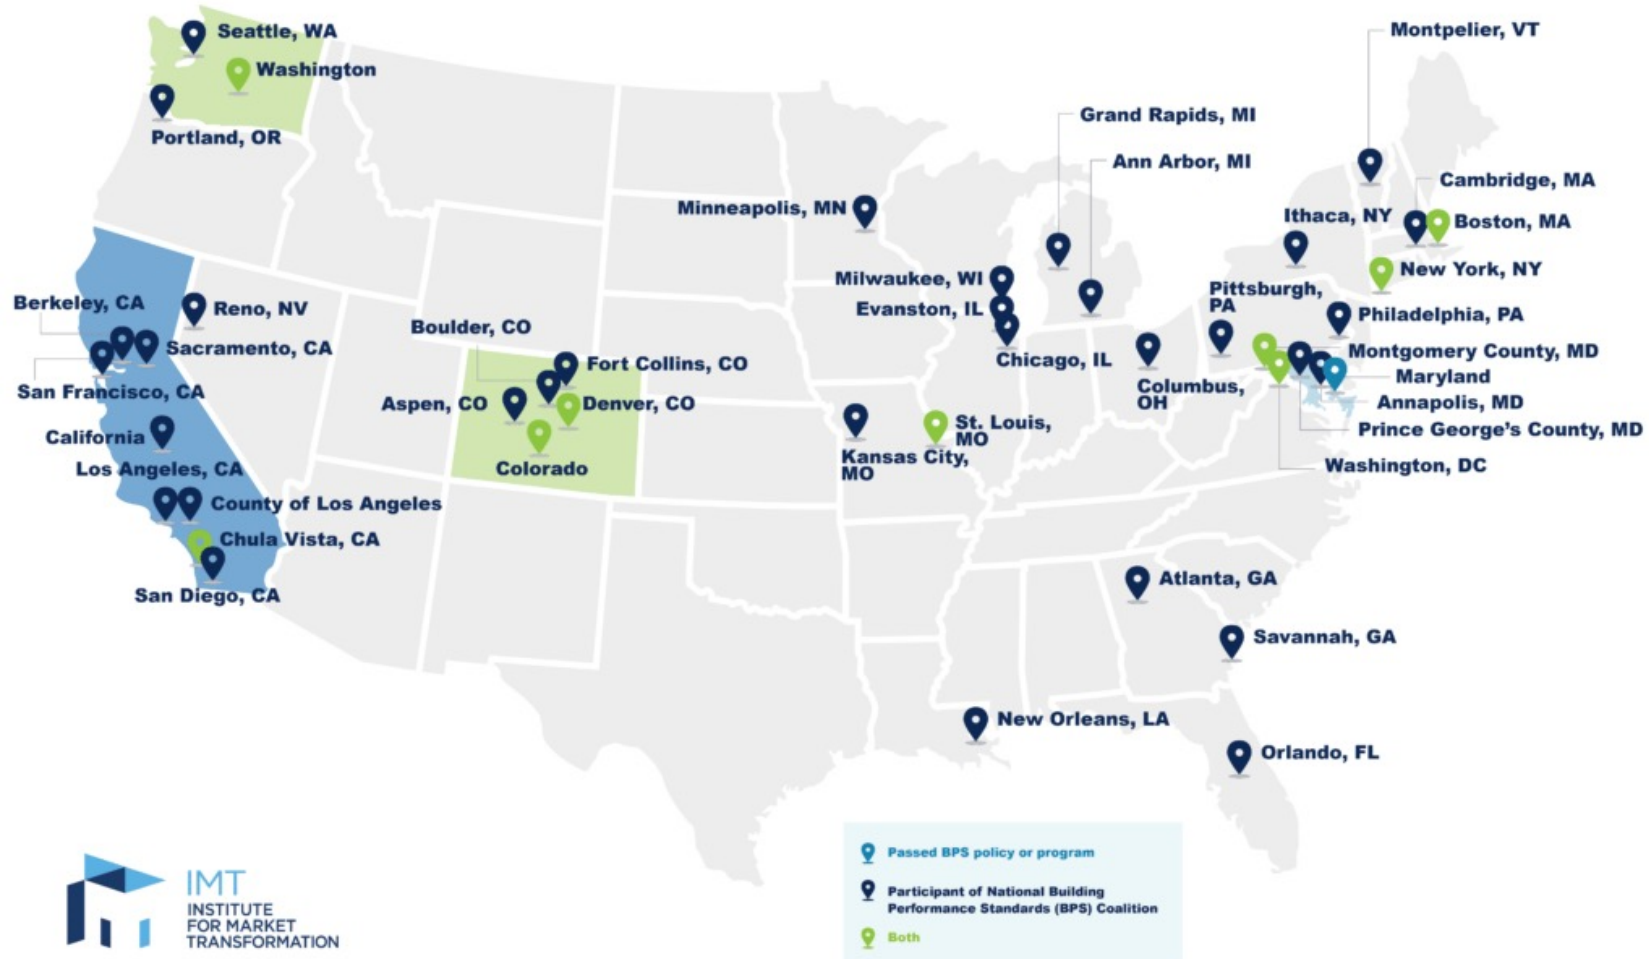 Seattle, WA
Washington
Portland, OR
Montpelier, VT
Grand Rapids, MI
Ann Arbor, MI
Cambridge, MA
Minneapolis, MN
Ithaca, NY
Boston, MA
New York, NY
Milwaukee, WI
Evanston, IL
Chicago, IL
Pittsburgh,
PA
Philadelphia, PA
Berkeley, CA
Reno, NV
Boulder, CO
Sacramento, CA
Fort Collins, CO
Montgomery County, MD
Maryland
San Francisco, CA
Aspen, CO
Denver, CO
Columbus,
OH
Annapolis, MD
California
St. Louis,
MO
Prince George’s County, MD
Los Angeles, CA
Colorado
Kansas City,
MO
Washington, DC
County of Los Angeles
Chula Vista, CA
San Diego, CA
Atlanta, GA
Savannah, GA
New Orleans, LA
Orlando, FL
Passed BPS policy or program
Participant of National Building
Performance Standards (BPS) Coalition
Both
IMT
INSTITUTE
FOR MARKET
TRANSFORMATION